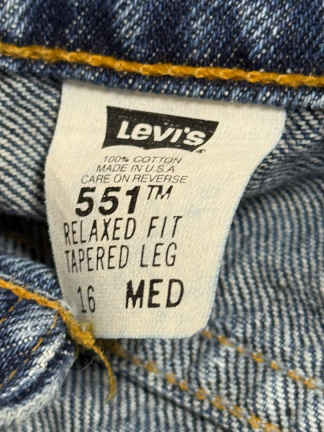 Levi's
100% COTTON
MADE IN U.S.A
CARE ON REVERSE
551™
RELAXED FIT
TAPERED LEG
16 MED